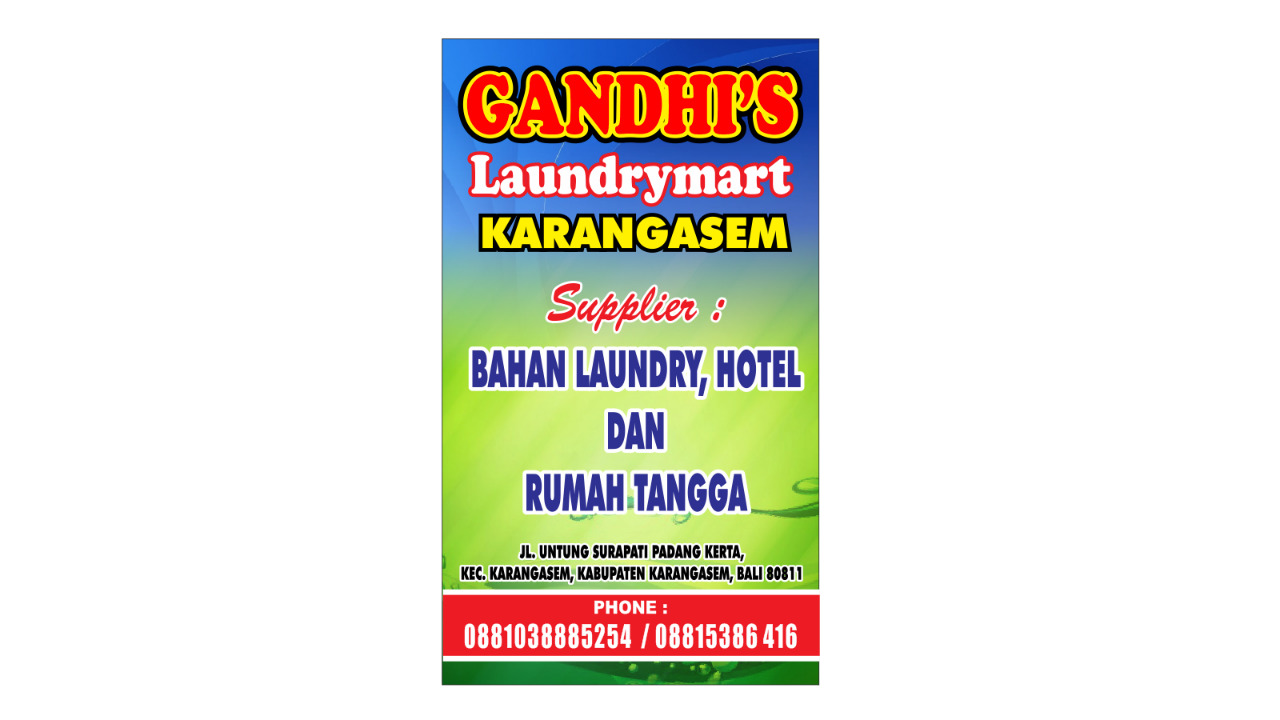 GANDHI'S
Laundrymart
KARANGASEM
Supplier :
BAHAN LAUNDRY, HOTEL
DAN
RUMAH TANGGA
JL. UNTUNG SURAPATI PADANG KERTA,
KEC. KARANGASEM, KABUPATEN KARANGASEM, BALI 80811
PHONE :
0881038885254 / 08815386 416